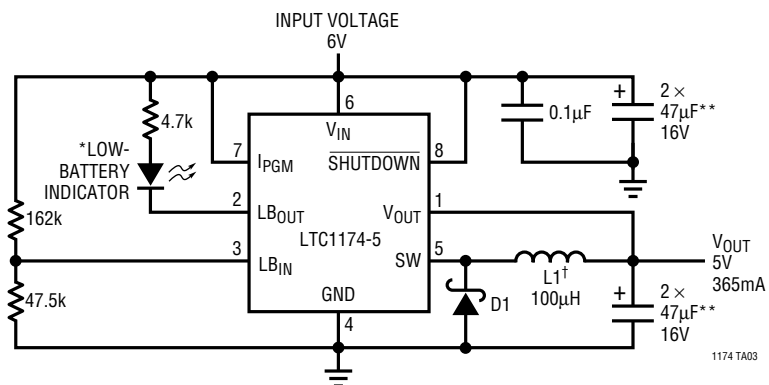 INPUT VOLTAGE
6V
4.7k
*LOW-
BATTERY
INDICATOR
162k
47.5k
6
VIN
7
IPGM
SHUTDOWN
8
2
LBOUT
VOUT
1
LTC1174-5
3
LBIN
SW
5
GND
4
0.1µF
+
2 ×
47µF**
16V
D1
L1†
100µH
VOUT
5V
365mA
+
2 ×
47µF**
16V
1174 TA03